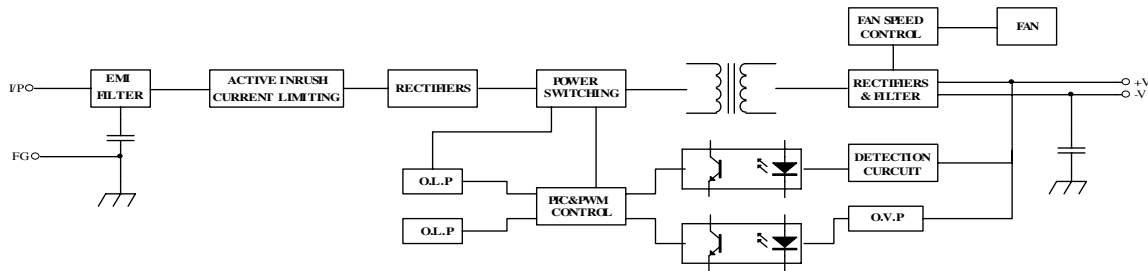 FAN SPEED
CONTROL
FAN
I/P
EMI
FILTER
ACTIVE INRUSH
CURRENT LIMITING
RECTIFIERS
POWER
SWITCHING
RECTIFIERS
& FILTER
+V
-V
FG
O.L.P
PFC&PWM
CONTROL
DETECTION
CURCUIT
O.L.P
O.V.P